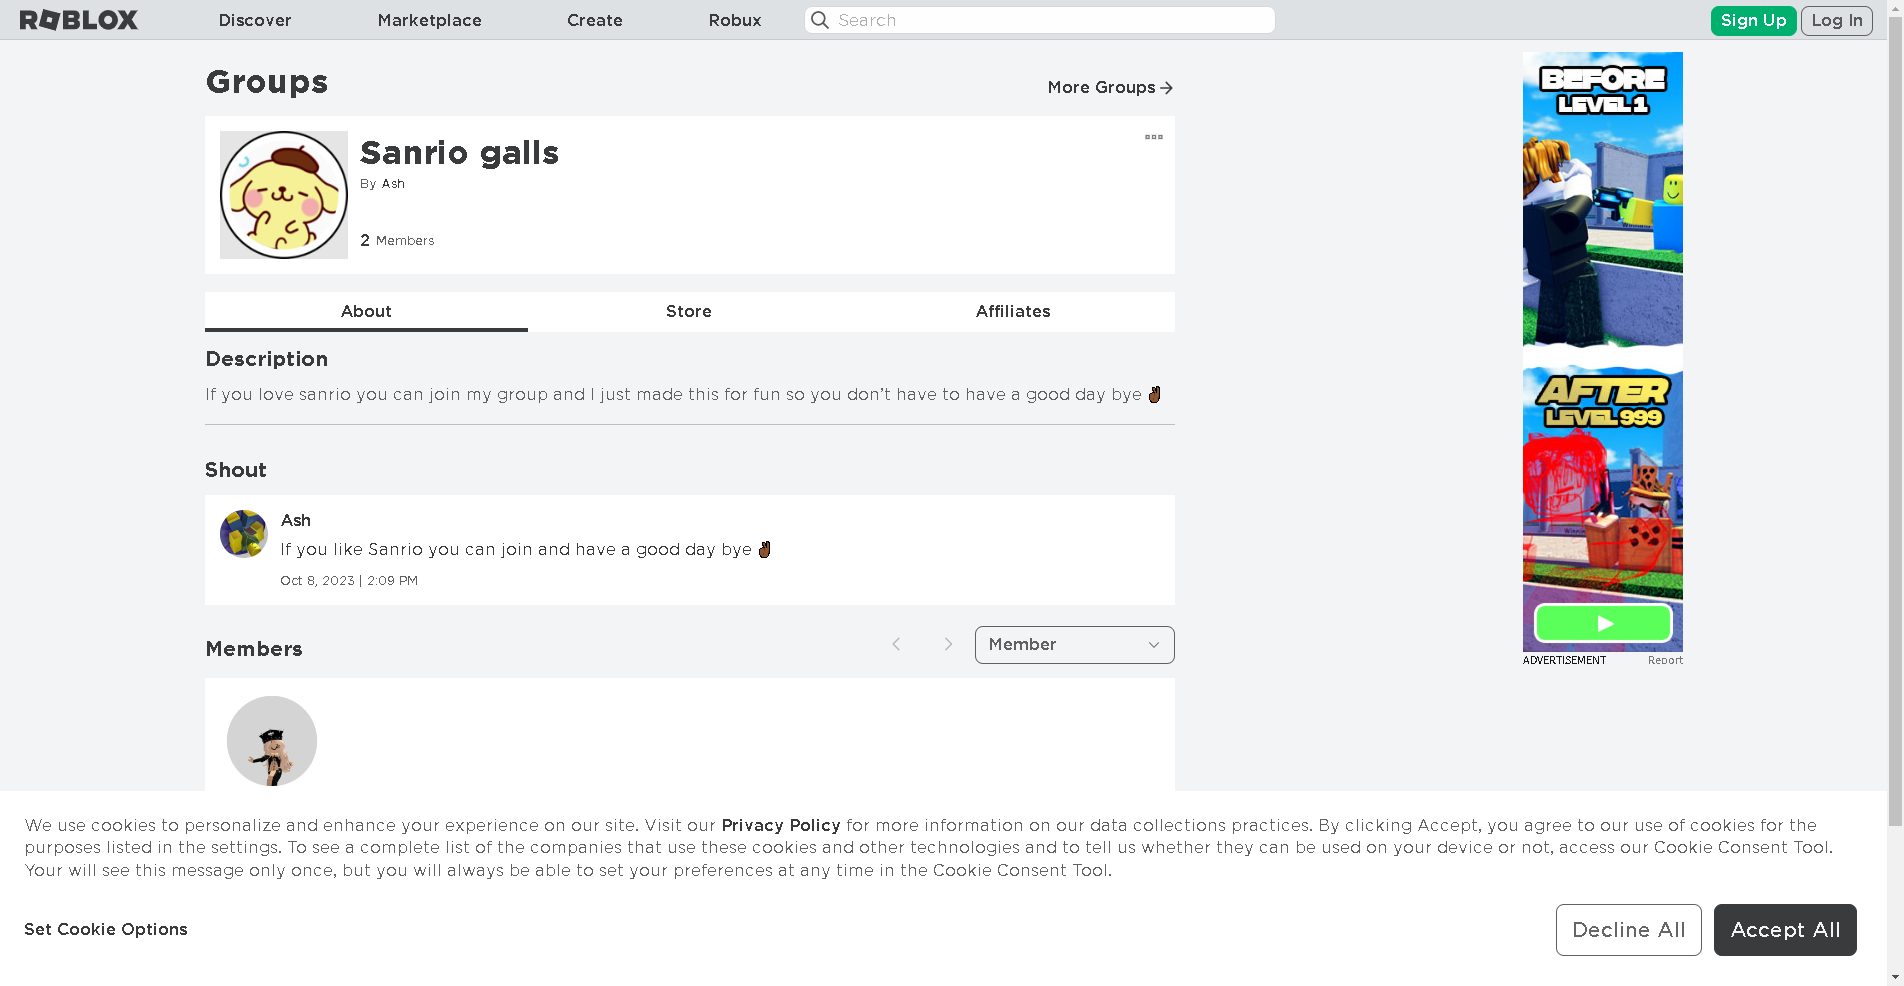 ROBLOX Discover Marketplace Create Robux Search Sign Up Log In
Groups
More Groups
Sanrio galls
By Ash
2 Members
About Store Affiliates
Description
If you love sanrio you can join my group and I just made this for fun so you don't have to have a good day bye ✌🏿
Shout
Ash
If you like Sanrio you can join and have a good day bye ✌🏿
Oct 8, 2023 | 2:09 PM
Members
Member
BEFORE
LEVEL 1
AFTER
LEVEL 999
ADVERTISEMENT Report
We use cookies to personalize and enhance your experience on our site. Visit our Privacy Policy for more information on our data collections practices. By clicking Accept, you agree to our use of cookies for the
purposes listed in the settings. To see a complete list of the companies that use these cookies and other technologies and to tell us whether they can be used on your device or not, access our Cookie Consent Tool.
Your will see this message only once, but you will always be able to set your preferences at any time in the Cookie Consent Tool.
Set Cookie Options
Decline All Accept All